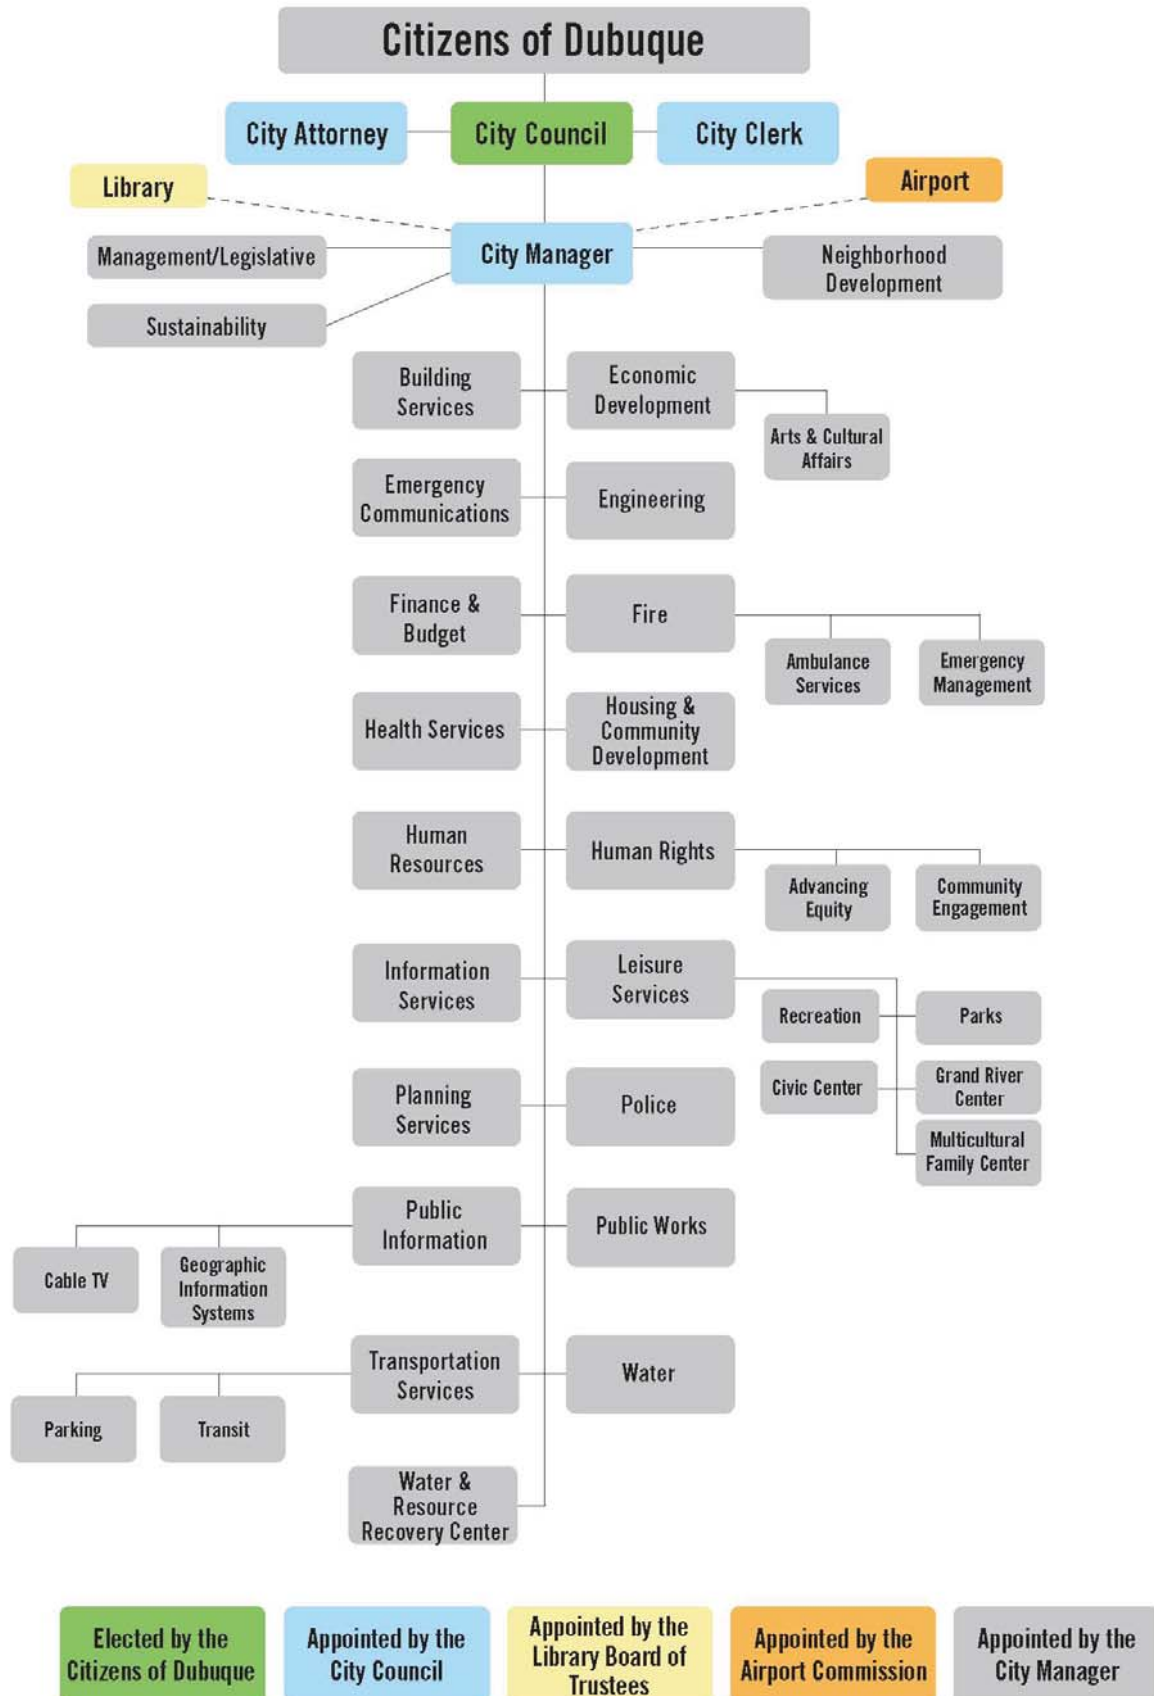 Citizens of Dubuque
City Attorney
City Council
City Clerk
Library
Airport
Management/Legislative
City Manager
Neighborhood
Development
Sustainability
Building
Services
Economic
Development
Arts & Cultural
Affairs
Emergency
Communications
Engineering
Finance &
Budget
Fire
Ambulance
Services
Emergency
Management
Health Services
Housing &
Community
Development
Human
Resources
Human Rights
Advancing
Equity
Community
Engagement
Information
Services
Leisure
Services
Recreation
Parks
Civic Center
Grand River
Center
Multicultural
Family Center
Planning
Services
Police
Public
Information
Public Works
Cable TV
Geographic
Information
Systems
Transportation
Services
Water
Parking
Transit
Water &
Resource
Recovery Center
Elected by the
Citizens of Dubuque
Appointed by the
City Council
Appointed by the
Library Board of
Trustees
Appointed by the
Airport Commission
Appointed by the
City Manager